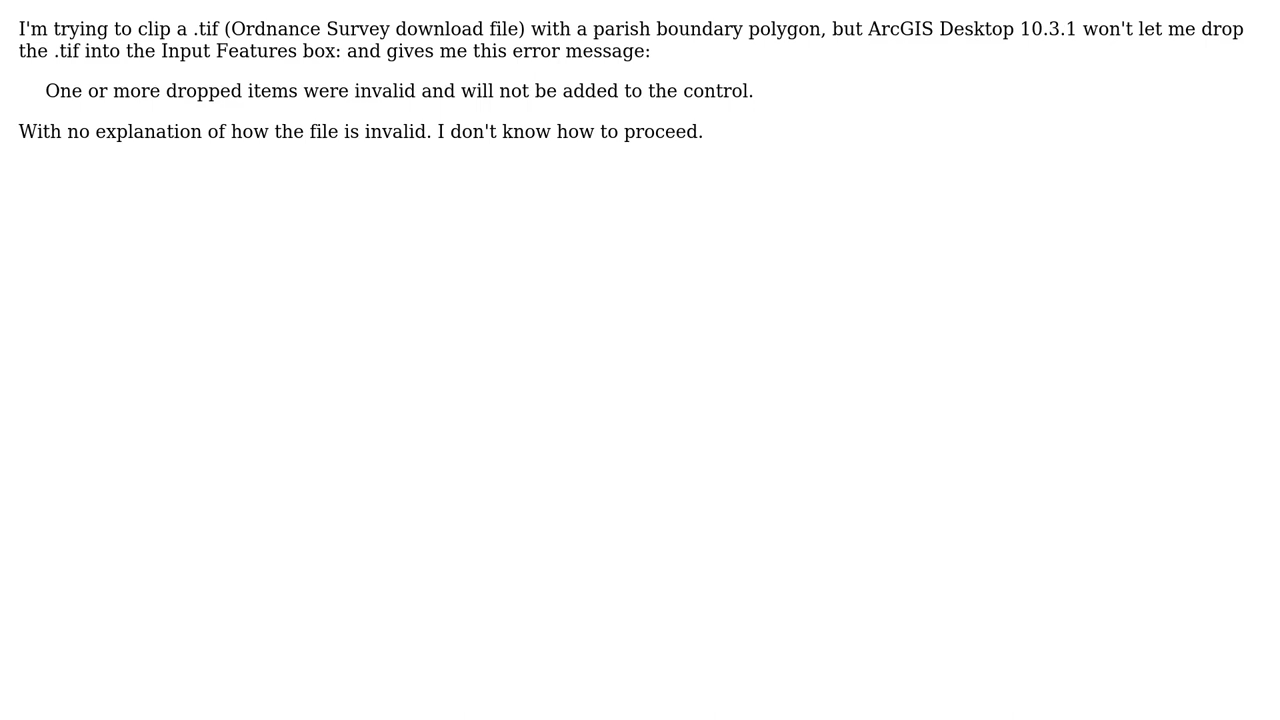 I'm trying to clip a .tif (Ordnance Survey download file) with a parish boundary polygon, but ArcGIS Desktop 10.3.1 won't let me drop
the .tif into the Input Features box: and gives me this error message:
One or more dropped items were invalid and will not be added to the control.
With no explanation of how the file is invalid. I don't know how to proceed.